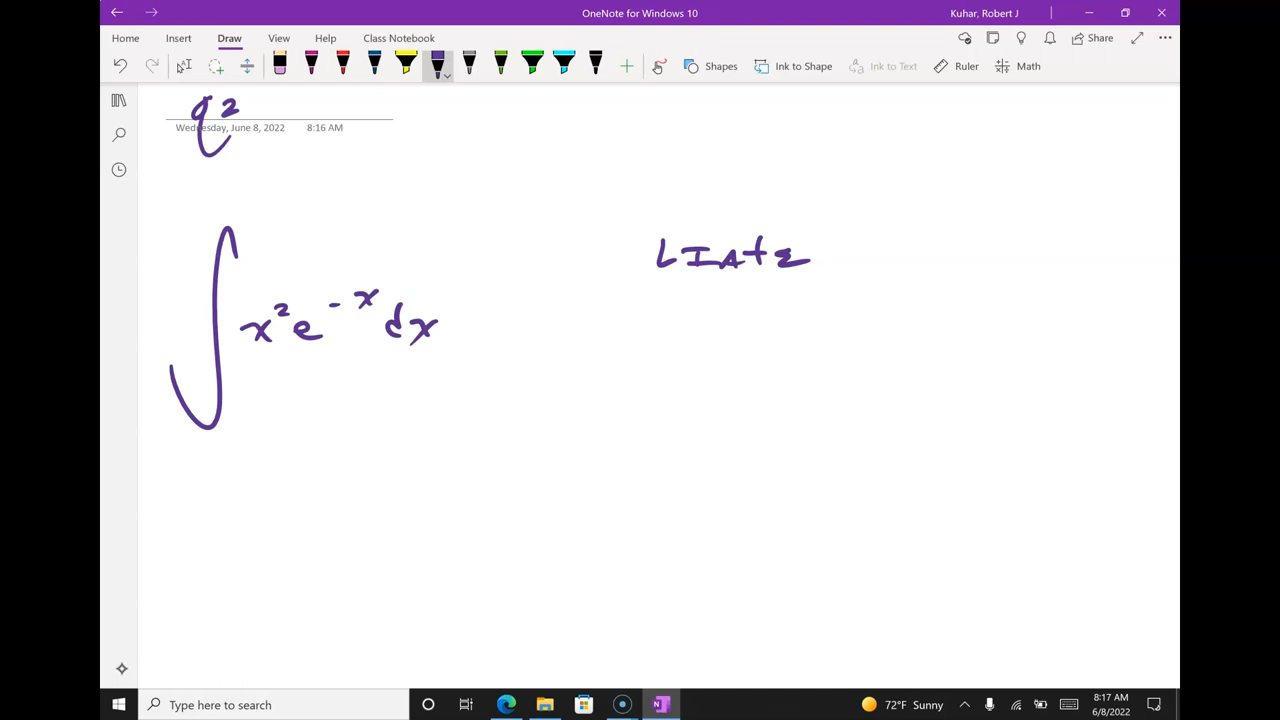 OneNote for Windows 10
Kuhar, Robert J
Home Insert Draw View Help Class Notebook
Share
Shapes Ink to Shape Ink to Text Ruler Math
q2
Wednesday, June 8, 2022 8:16 AM
LIATE
∫ x² e^{-x} dx
Type here to search
72°F Sunny
8:17 AM
6/8/2022